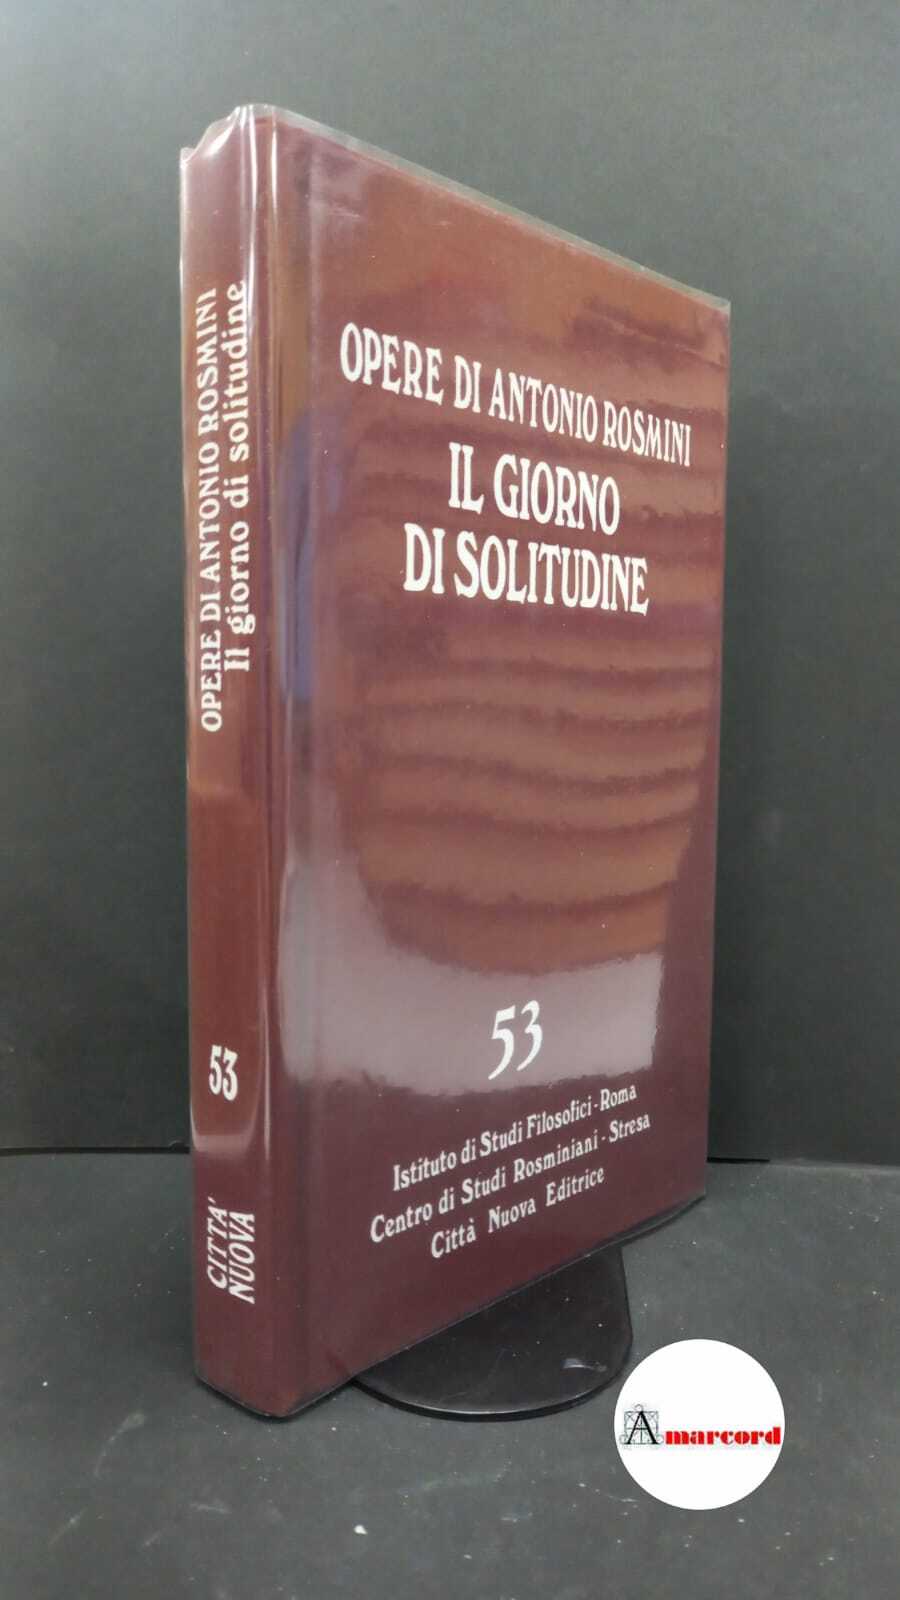 OPERE DI ANTONIO ROSMINI
Il giorno di solitudine
53
CITTA'
NUOVA
OPERE DI ANTONIO ROSMINI
IL GIORNO
DI SOLITUDINE
53
Istituto di Studi Filosofici - Roma
Centro di Studi Rosminiani - Stresa
Città Nuova Editrice
Amarcord